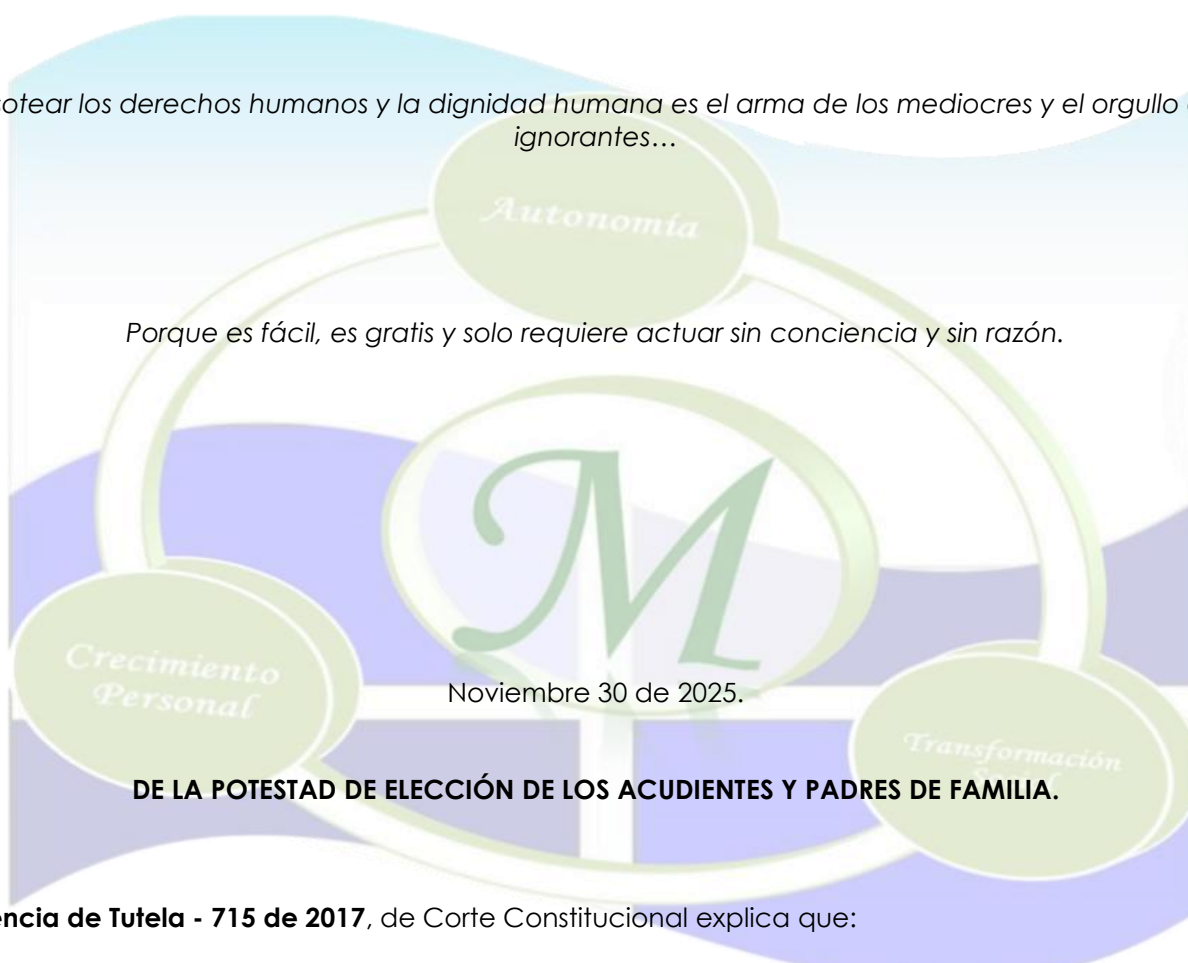 los derechos humanos y la dignidad humana es el arma de los mediocres y el orgullo
ignorantes…
Autonomía
Porque es fácil, es gratis y solo requiere actuar sin conciencia y sin razón.
M
Crecimiento
Personal
Noviembre 30 de 2025.
Transformación
Social
DE LA POTESTAD DE ELECCIÓN DE LOS ACUDIENTES Y PADRES DE FAMILIA.
de Tutela - 715 de 2017, de Corte Constitucional explica que: